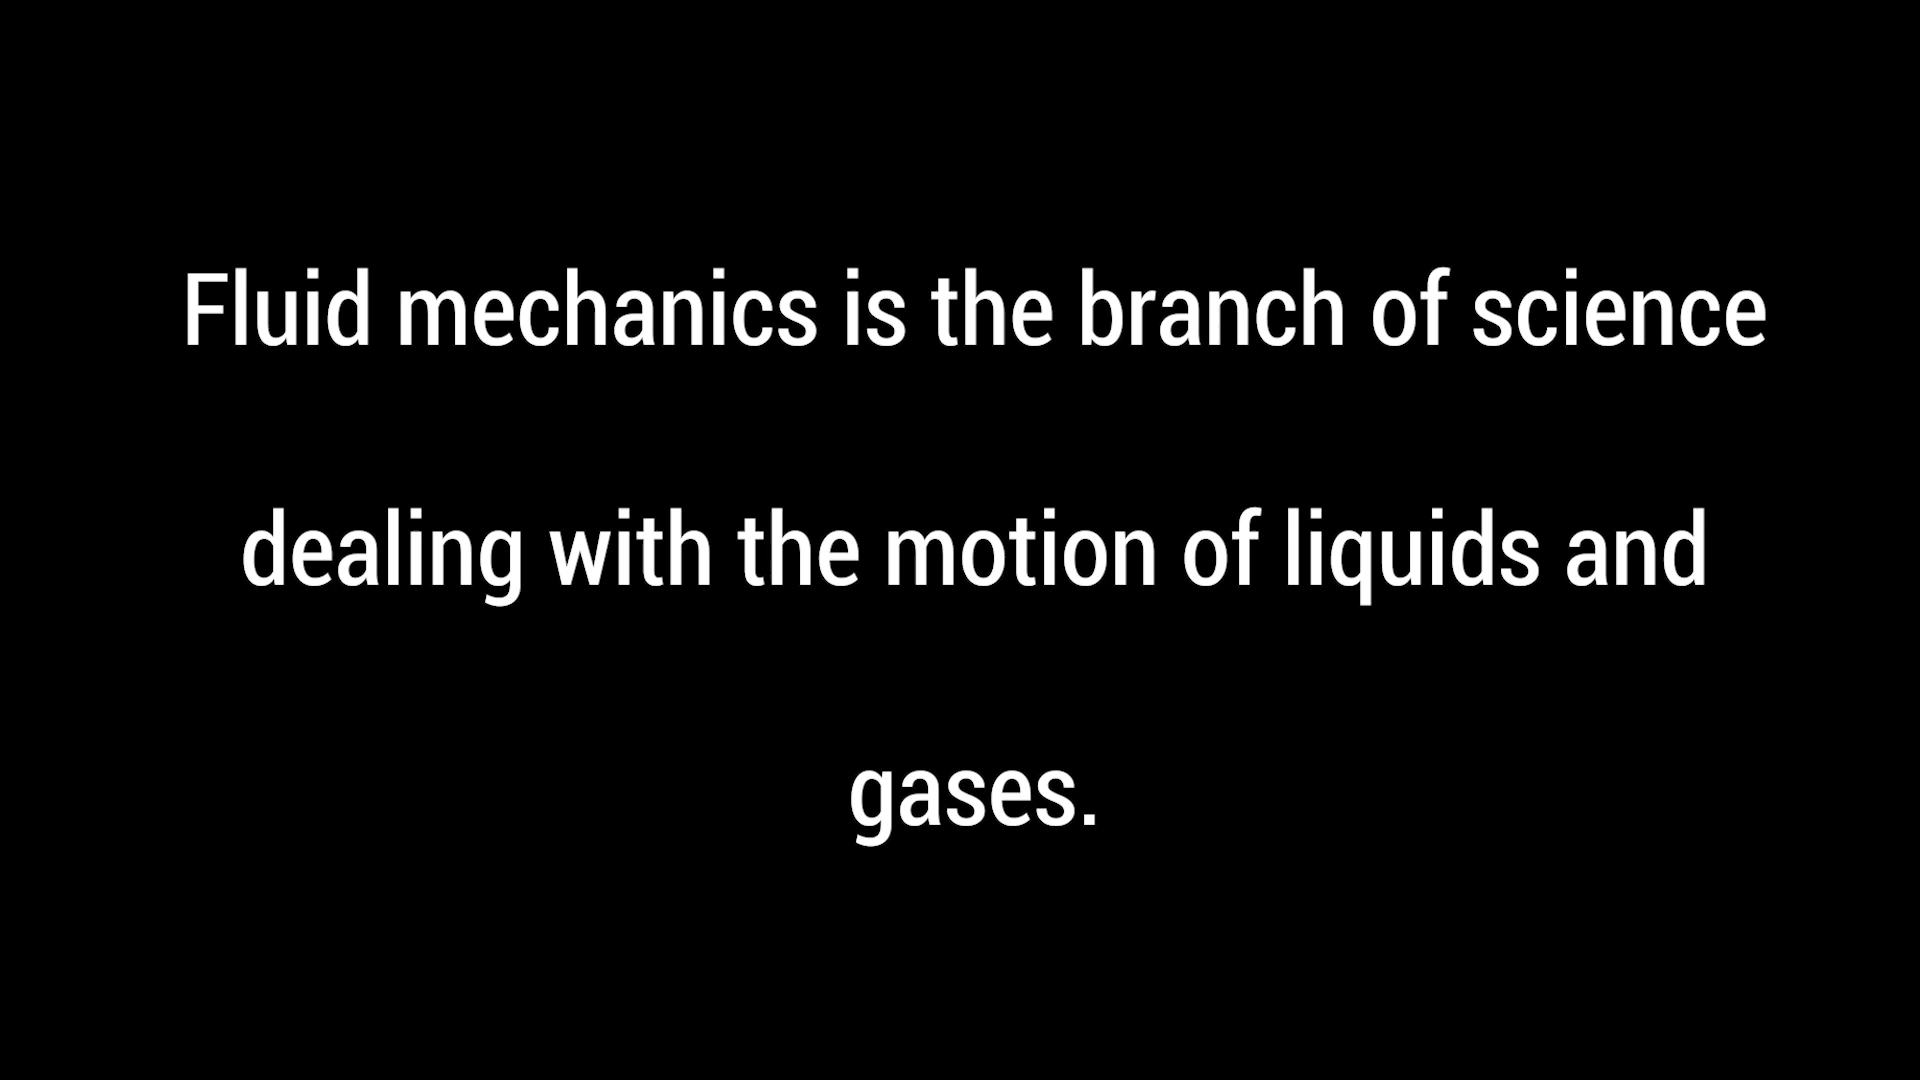 Fluid mechanics is the branch of science
dealing with the motion of liquids and
gases.